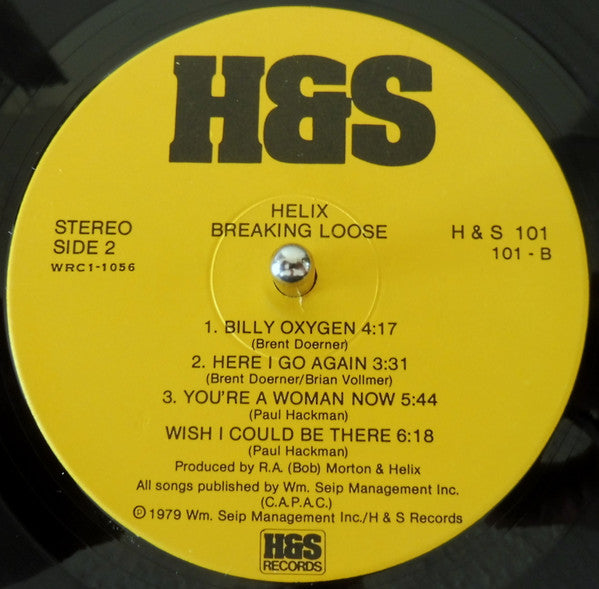 H&S
HELIX
BREAKING LOOSE
STEREO
SIDE 2
WRC1-1056
H & S 101
101 - B
1. BILLY OXYGEN 4:17
(Brent Doerner)
2. HERE I GO AGAIN 3:31
(Brent Doerner/Brian Vollmer)
3. YOU'RE A WOMAN NOW 5:44
(Paul Hackman)
WISH I COULD BE THERE 6:18
(Paul Hackman)
Produced by R.A. (Bob) Morton & Helix
All songs published by Wm. Seip Management Inc.
(C.A.P.A.C.)
℗ 1979 Wm. Seip Management Inc./H & S Records
H&S
RECORDS